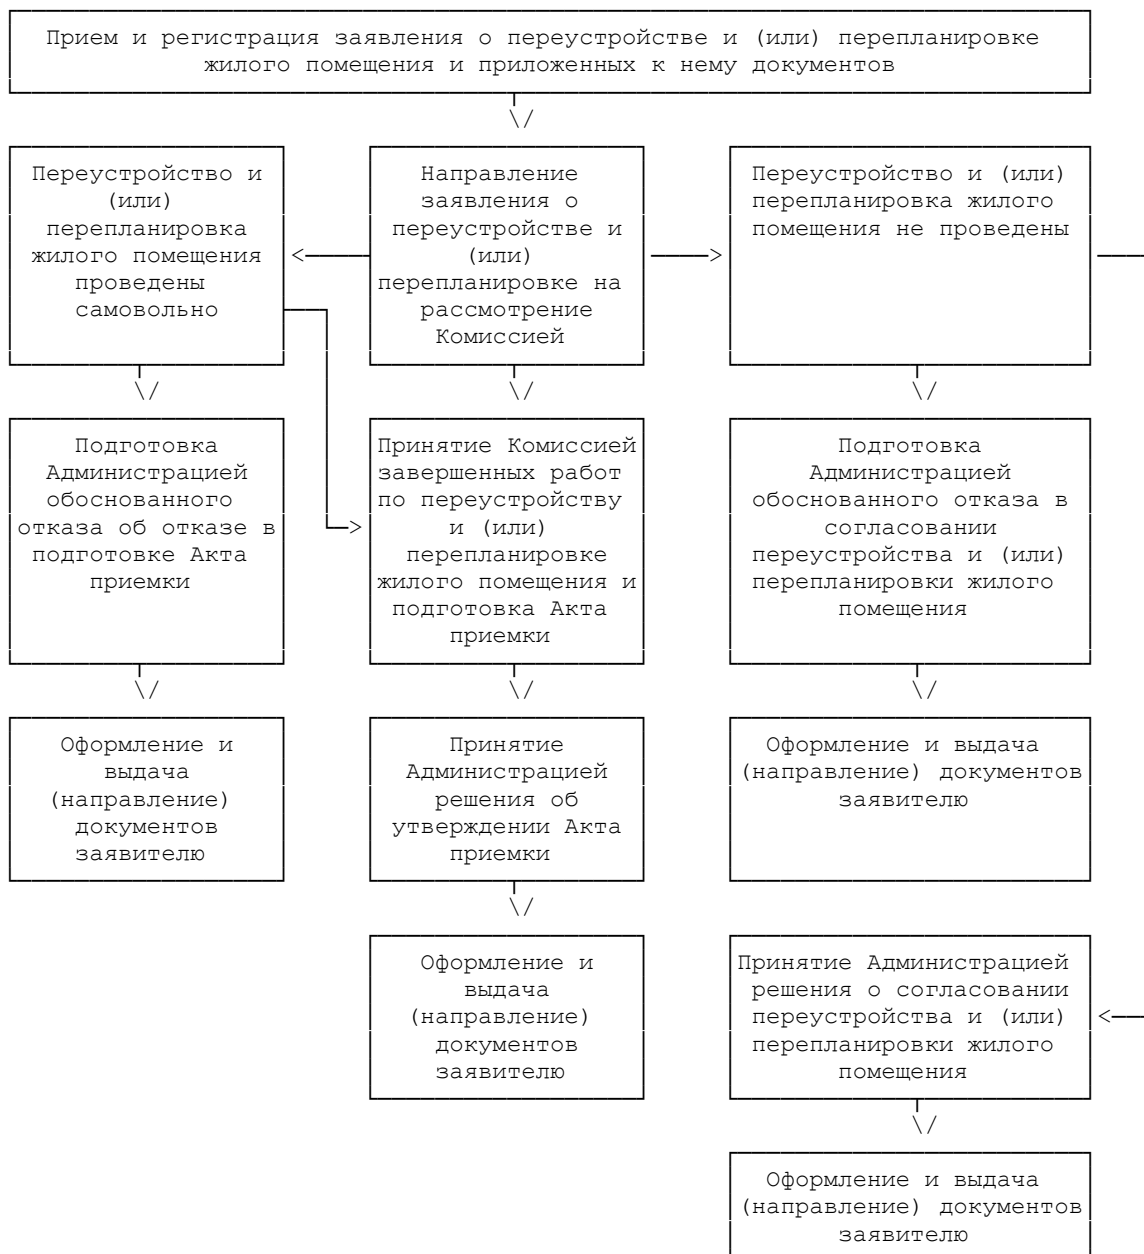 Прием и регистрация заявления о переустройстве и (или) перепланировке
жилого помещения и приложенных к нему документов
Переустройство и
(или)
перепланировка
жилого помещения
проведены
самовольно
Направление
заявления о
переустройстве и
(или)
перепланировке на
рассмотрение
Комиссией
Переустройство и (или)
перепланировка жилого
помещения не проведены
Подготовка
Администрацией
обоснованного
отказа об отказе в
подготовке Акта
приемки
Принятие Комиссией
завершенных работ
по переустройству
и (или)
перепланировке
жилого помещения и
подготовка Акта
приемки
Подготовка
Администрацией
обоснованного отказа в
согласовании
переустройства и (или)
перепланировки жилого
помещения
Оформление и
выдача
(направление)
документов
заявителю
Принятие
Администрацией
решения об
утверждении Акта
приемки
Оформление и выдача
(направление) документов
заявителю
Оформление и
выдача
(направление)
документов
заявителю
Принятие Администрацией
решения о согласовании
переустройства и (или)
перепланировки жилого
помещения
Оформление и выдача
(направление) документов
заявителю